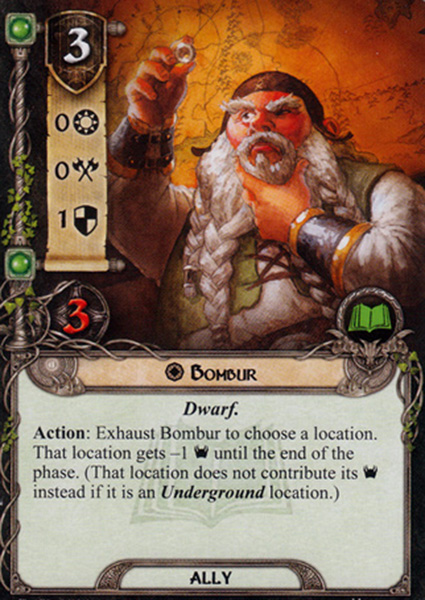 3
0
0
1
3
Bombur
Dwarf.
Action: Exhaust Bombur to choose a location.
That location gets –1 until the end of the
phase. (That location does not contribute its
instead if it is an Underground location.)
ALLY